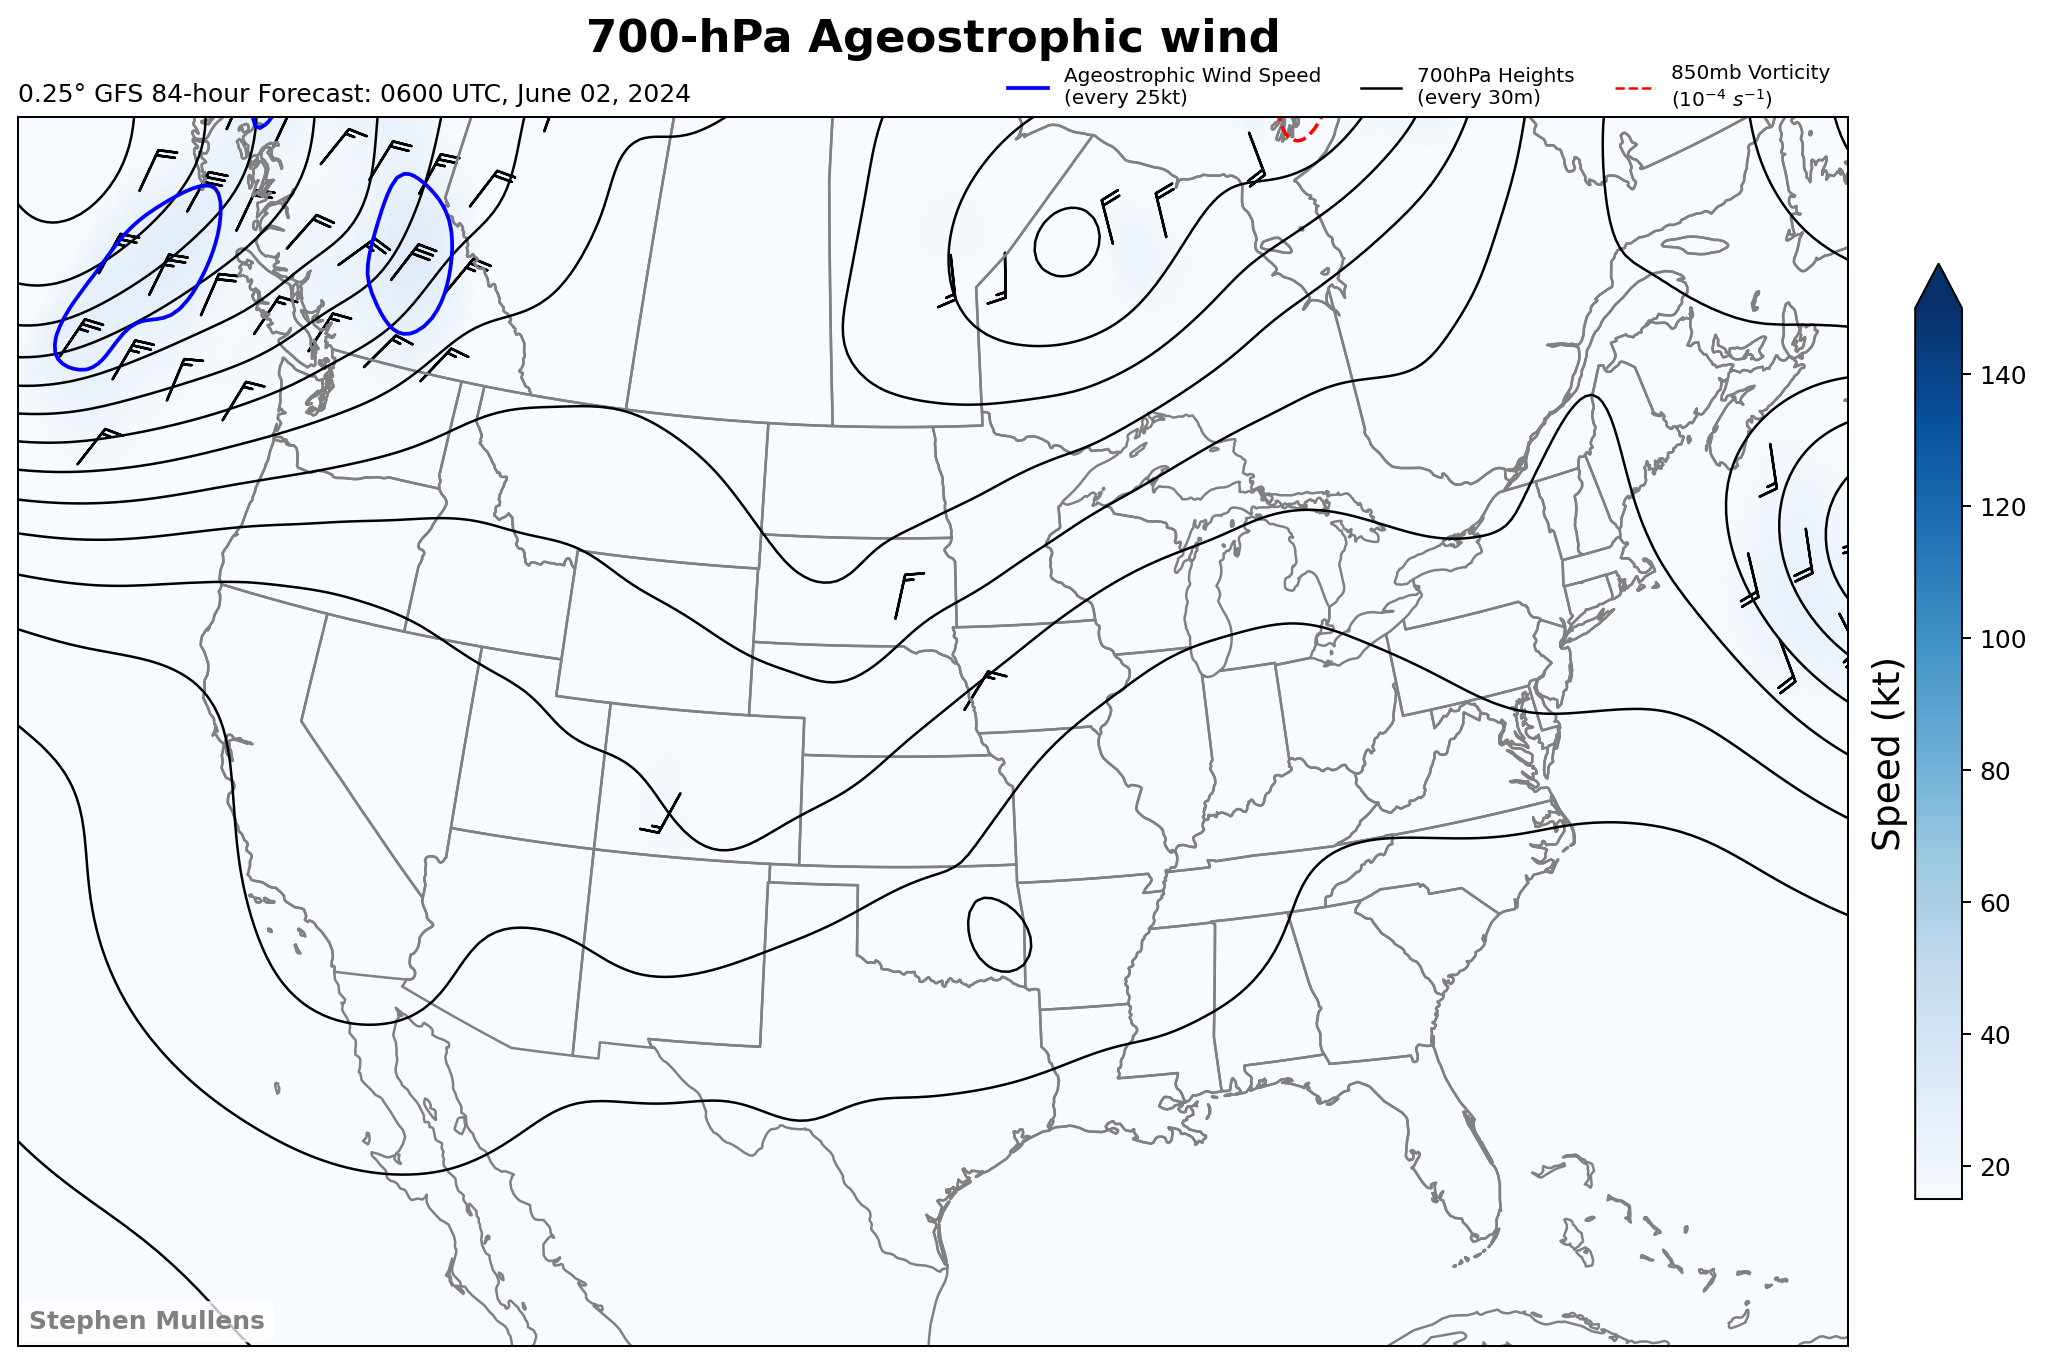 700-hPa Ageostrophic wind
0.25° GFS 84-hour Forecast: 0600 UTC, June 02, 2024
Ageostrophic Wind Speed
(every 25kt)
700hPa Heights
(every 30m)
850mb Vorticity
(10⁻⁴ s⁻¹)
140
120
100
80
60
40
20
Speed (kt)
Stephen Mullens